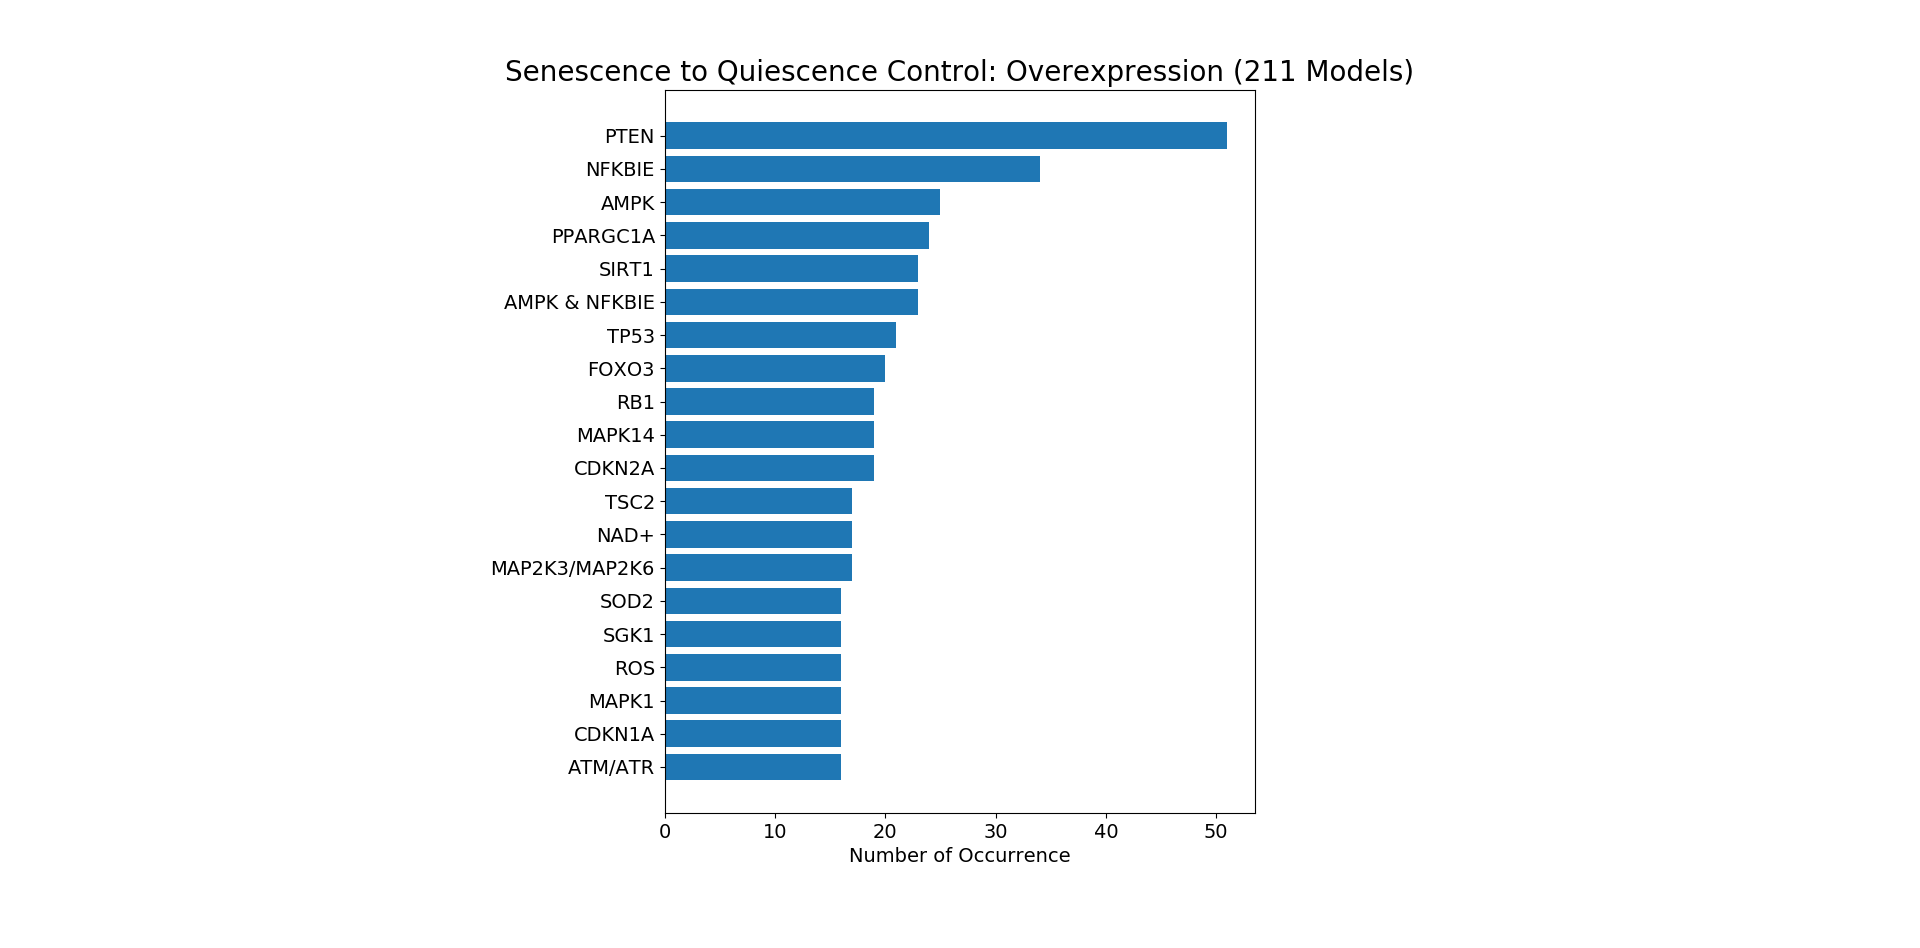 Senescence to Quiescence Control: Overexpression (211 Models)
PTEN
NFKBIE
AMPK
PPARGC1A
SIRT1
AMPK & NFKBIE
TP53
FOXO3
RB1
MAPK14
CDKN2A
TSC2
NAD+
MAP2K3/MAP2K6
SOD2
SGK1
ROS
MAPK1
CDKN1A
ATM/ATR
0 10 20 30 40 50
Number of Occurrence